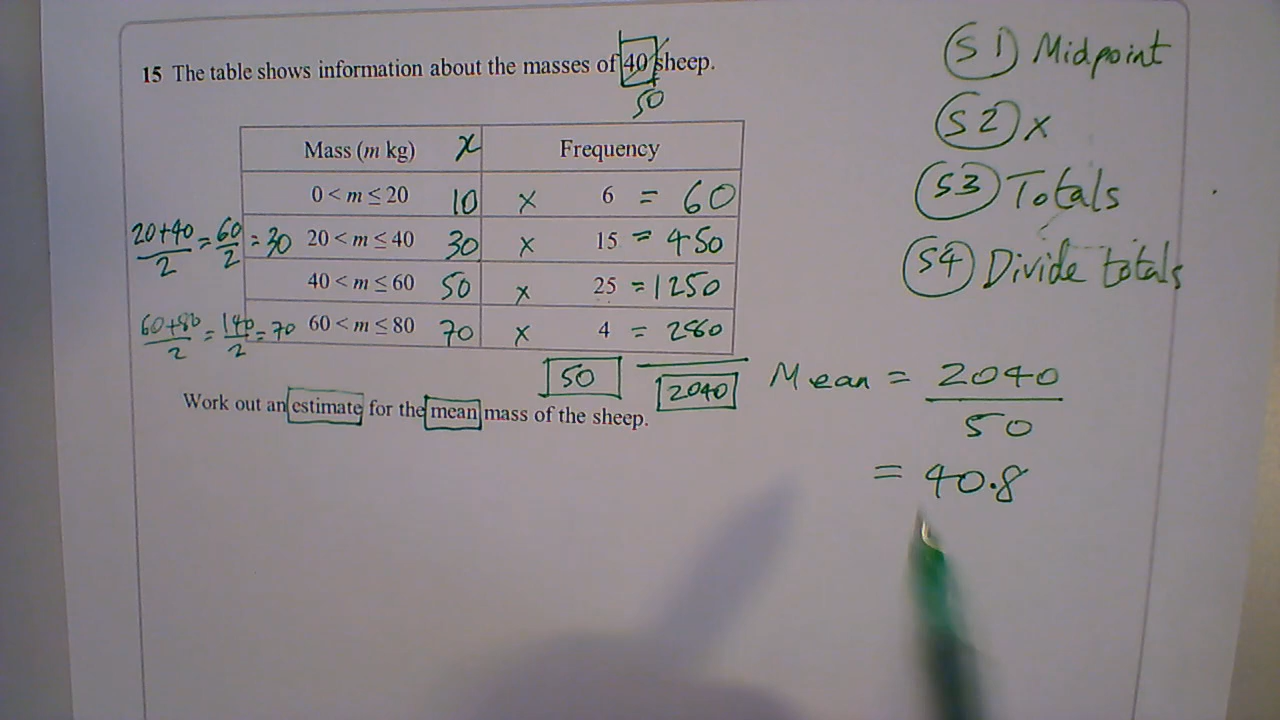 15 The table shows information about the masses of 40 sheep.
50
Mass (m kg) x Frequency
0 < m ≤ 20 10 × 6 = 60
20+40/2 = 60/2 = 30 20 < m ≤ 40 30 × 15 = 450
40 < m ≤ 60 50 × 25 = 1250
60+80/2 = 140/2 = 70 60 < m ≤ 80 70 × 4 = 280
50 2040
Work out an estimate for the mean mass of the sheep.
S1 Midpoint
S2 ×
S3 Totals
S4 Divide totals
Mean = 2040
50
= 40.8